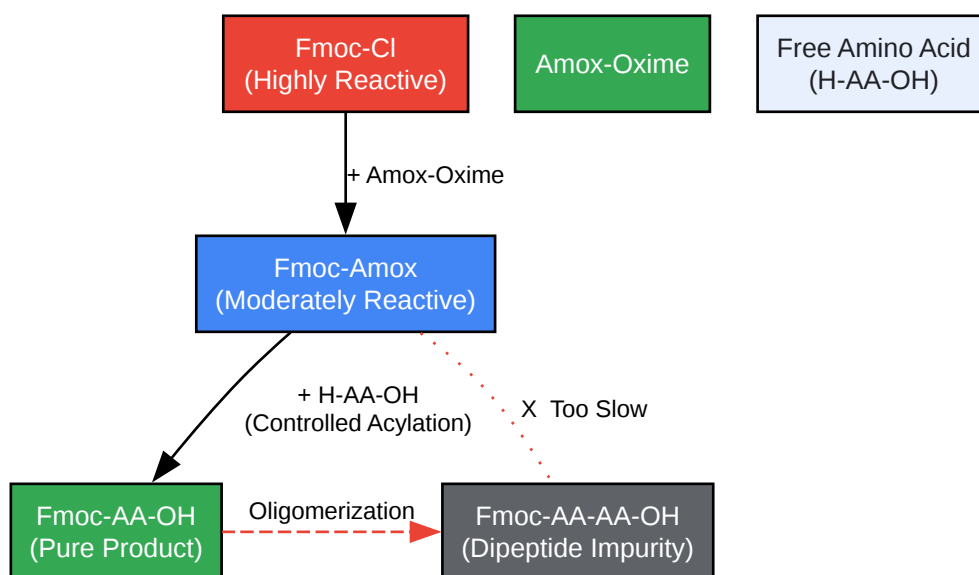 Fmoc-Cl
(Highly Reactive)
Amox-Oxime
Free Amino Acid
(H-AA-OH)
+ Amox-Oxime
Fmoc-Amox
(Moderately Reactive)
+ H-AA-OH
(Controlled Acylation)
X  Too Slow
Fmoc-AA-OH
(Pure Product)
Oligomerization
Fmoc-AA-AA-OH
(Dipeptide Impurity)